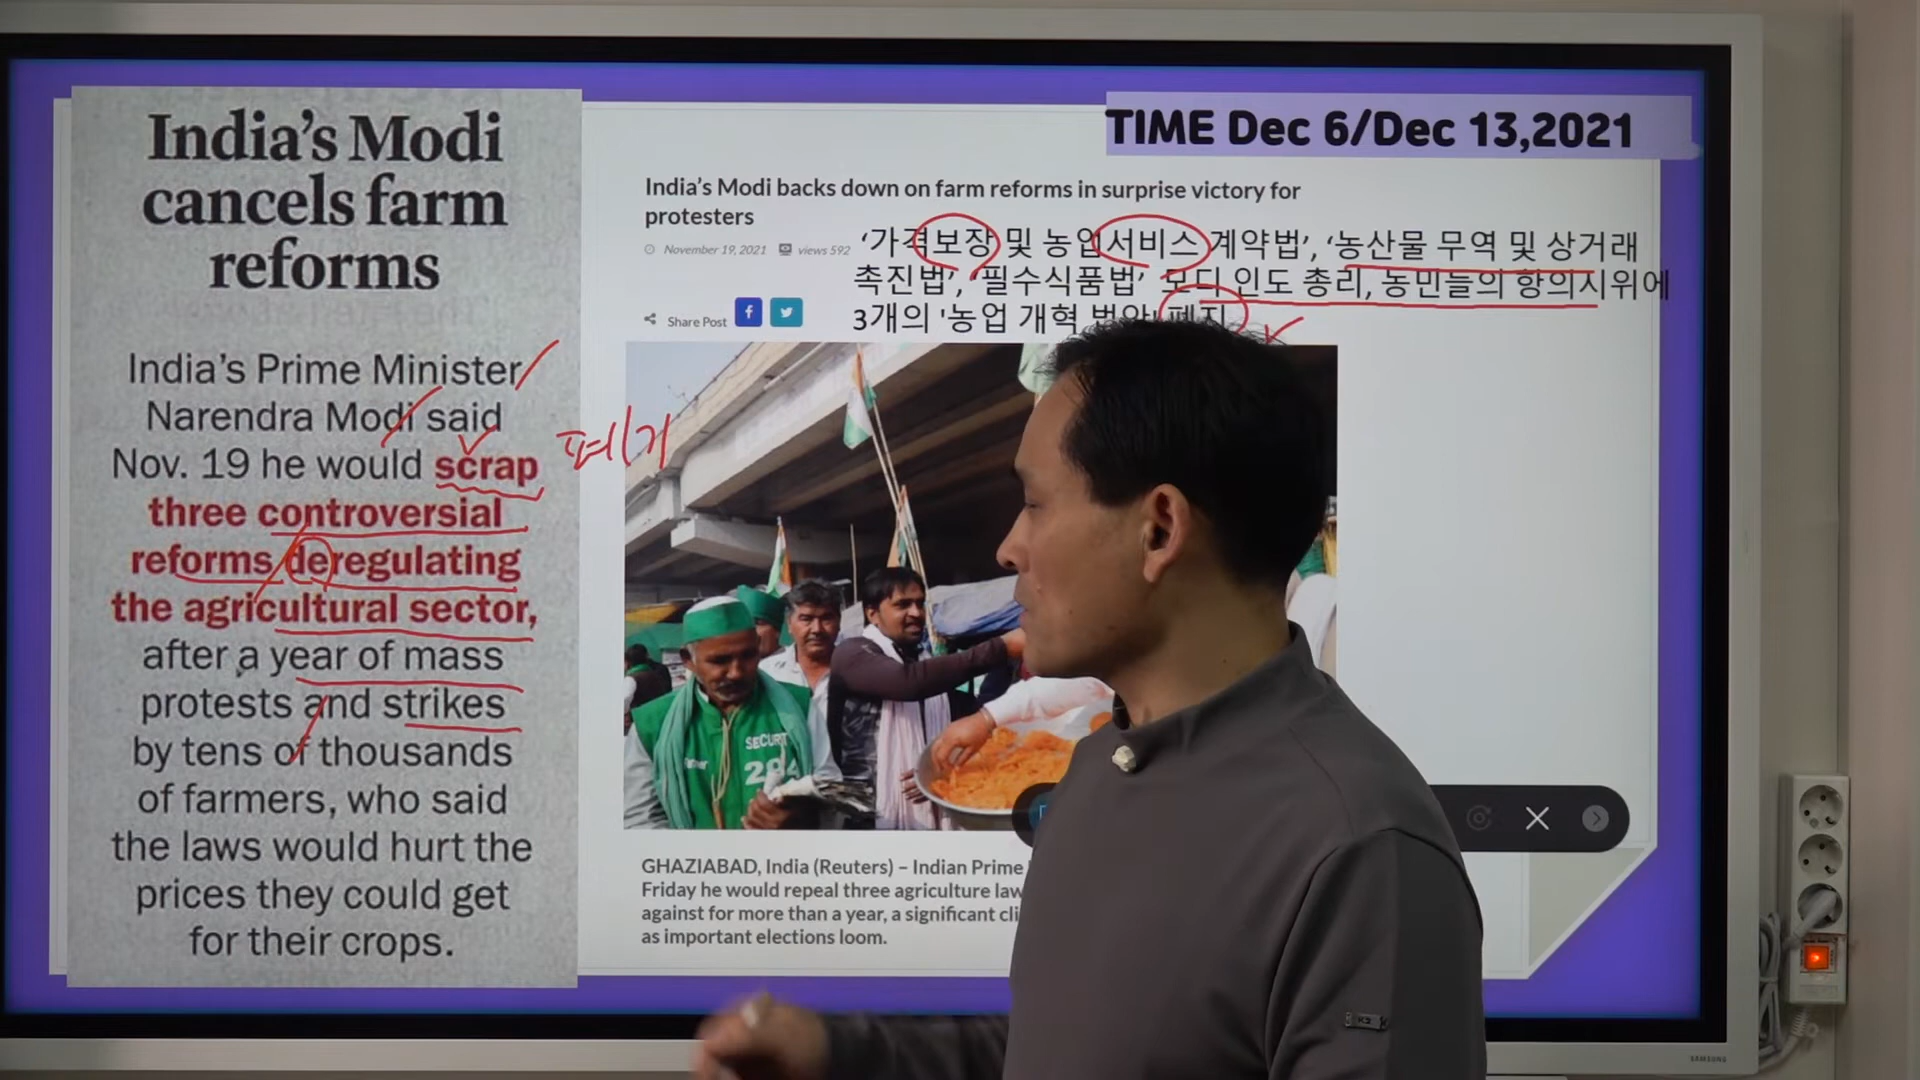 India's Modi
cancels farm
reforms
India's Prime Minister
Narendra Modi said
Nov. 19 he would scrap
three controversial
reforms deregulating
the agricultural sector,
after a year of mass
protests and strikes
by tens of thousands
of farmers, who said
the laws would hurt the
prices they could get
for their crops.
폐기
TIME Dec 6/Dec 13,2021
India's Modi backs down on farm reforms in surprise victory for
protesters
November 19, 2021 views 592
Share Post
'가격보장 및 농업서비스 계약법', '농산물 무역 및 상거래
촉진법', '필수식품법' 모디 인도 총리, 농민들의 항의시위에
3개의 '농업 개혁 법안' 폐지
SECURIT
GHAZIABAD, India (Reuters) – Indian Prime
Friday he would repeal three agriculture law
against for more than a year, a significant cli
as important elections loom.
SAMSUNG
K2